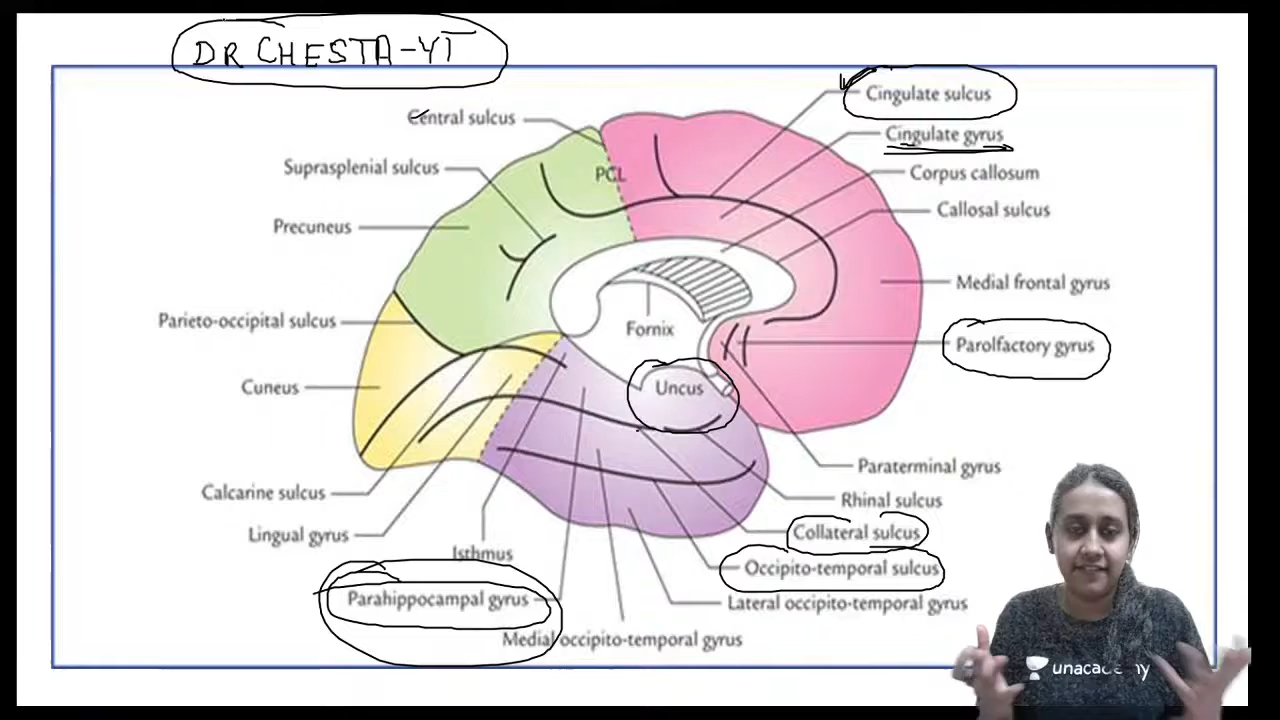 DR CHESTA-YT
Central sulcus
Suprasplenial sulcus
Precuneus
Parieto-occipital sulcus
Cuneus
Calcarine sulcus
Lingual gyrus
Isthmus
Parahippocampal gyrus
Medial occipito-temporal gyrus
PCL
Fornix
Uncus
Cingulate sulcus
Cingulate gyrus
Corpus callosum
Callosal sulcus
Medial frontal gyrus
Parolfactory gyrus
Paraterminal gyrus
Rhinal sulcus
Collateral sulcus
Occipito-temporal sulcus
Lateral occipito-temporal gyrus
unacademy